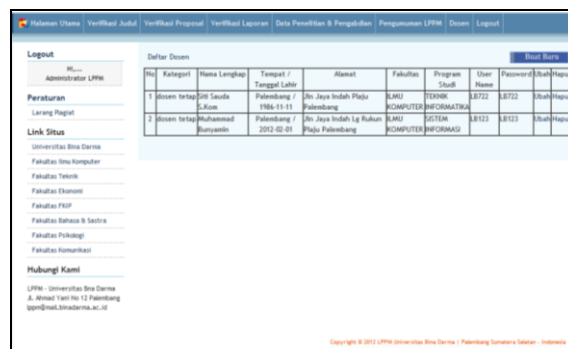 Halaman Utama Verifikasi Judul Verifikasi Proposal Verifikasi Laporan Data Penelitian & Pengabdian Pengumuman LPPM Dosen Logout
Logout
Hi,...
Administrator LPPM
Peraturan
Larang Plagiat
Link Situs
Universitas Bina Darma
Fakultas Ilmu Komputer
Fakultas Teknik
Fakultas Ekonomi
Fakultas FKIP
Fakultas Bahasa & Sastra
Fakultas Psikologi
Fakultas Komunikasi
Hubungi Kami
LPPM - Universitas Bina Darma
Jl. Ahmad Yani No 12 Palembang
lppm@mail.binadarma.ac.id
Daftar Dosen
Buat Baru
No Kategori Nama Lengkap Tempat / Tanggal Lahir Alamat Fakultas Program Studi User Name Password Ubah Hapu
1 dosen tetap Siti Sauda S.Kom Palembang / 1986-11-11 Jln Jaya Indah Plaju Palembang ILMU KOMPUTER TEKNIK INFORMATIKA LB722 LB722 Ubah Hapu
2 dosen tetap Muhammad Bunyamin Palembang / 2012-02-01 Jln Jaya Indah Lg Rukun Plaju Palembang ILMU KOMPUTER SISTEM INFORMASI LB123 LB123 Ubah Hapu
Copyright © 2012 LPPM Universitas Bina Darma | Palembang Sumatera Selatan - Indonesia